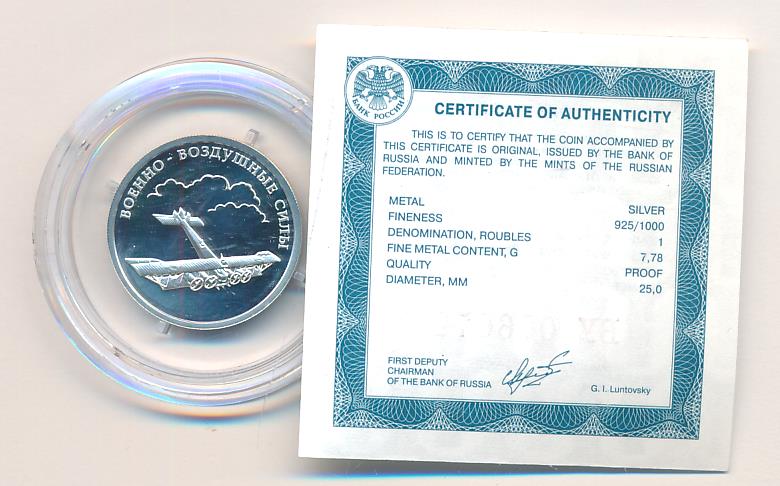 ВОЕННО - ВОЗДУШНЫЕ СИЛЫ
БАНК РОССИИ
CERTIFICATE OF AUTHENTICITY
THIS IS TO CERTIFY THAT THE COIN ACCOMPANIED BY
THIS CERTIFICATE IS ORIGINAL, ISSUED BY THE BANK OF
RUSSIA AND MINTED BY THE MINTS OF THE RUSSIAN
FEDERATION.
METAL SILVER
FINENESS 925/1000
DENOMINATION, ROUBLES 1
FINE METAL CONTENT, G 7,78
QUALITY PROOF
DIAMETER, MM 25,0
FIRST DEPUTY
CHAIRMAN
OF THE BANK OF RUSSIA
G. I. Luntovsky